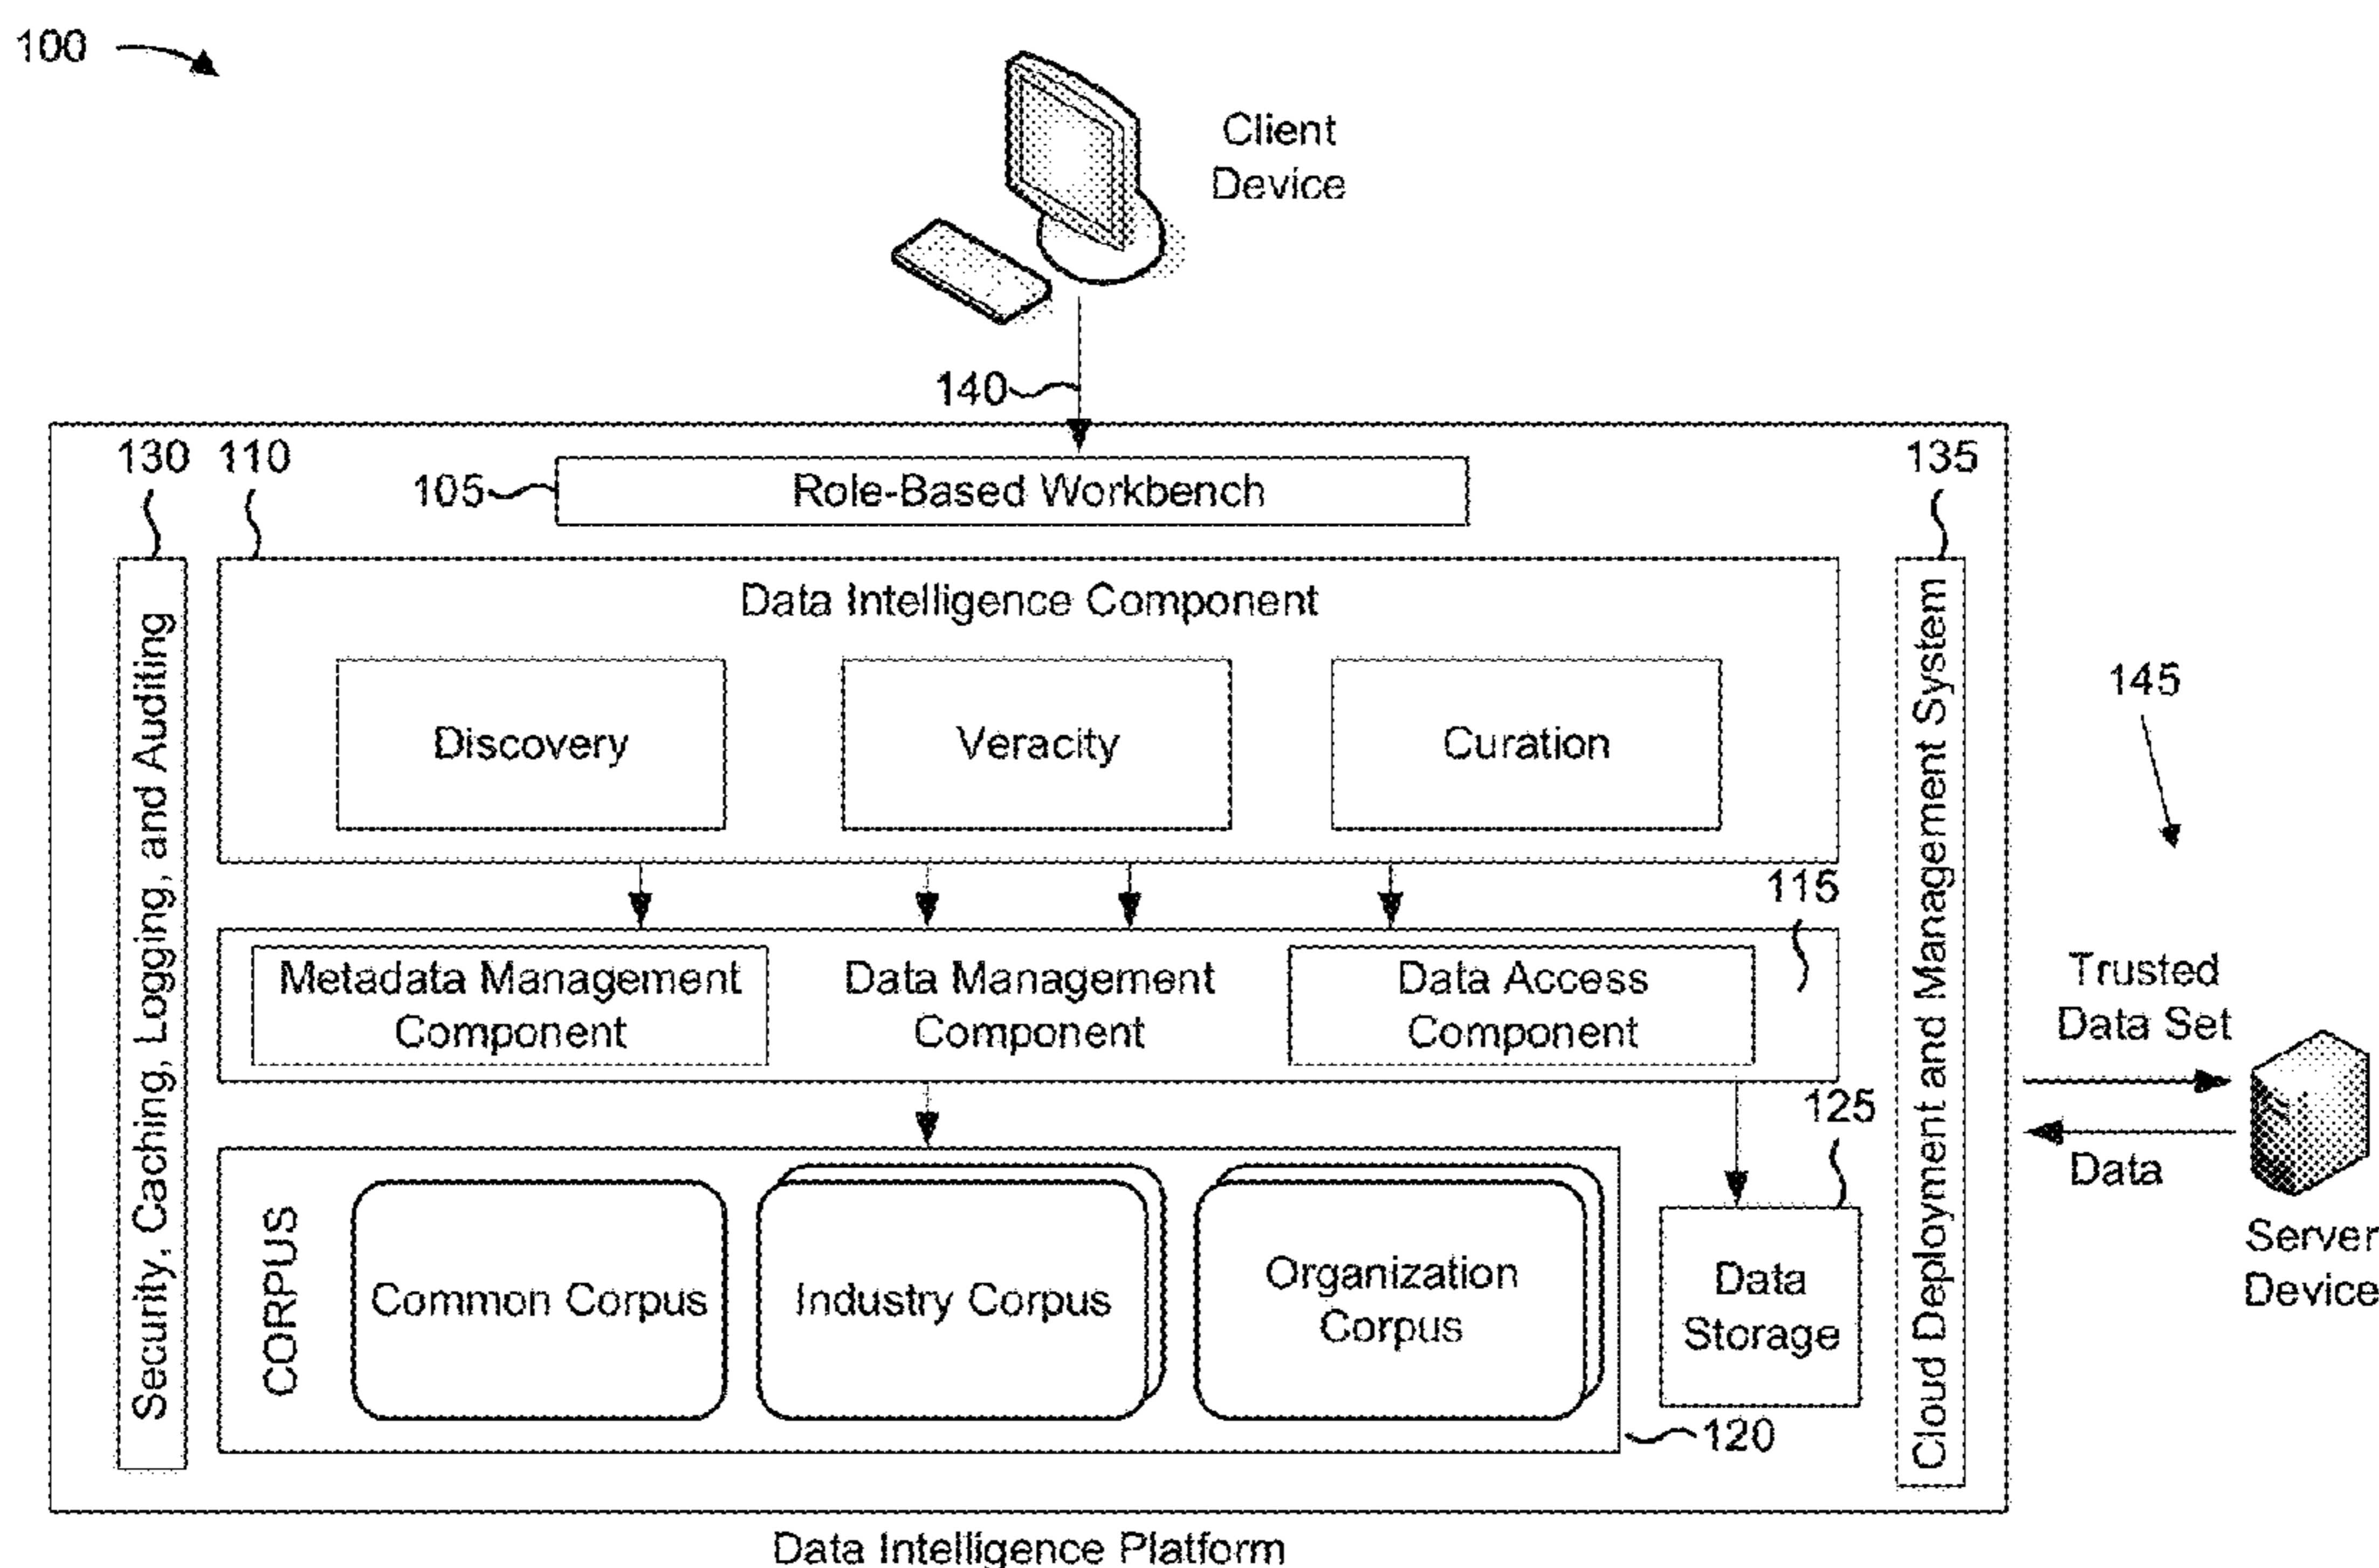 100
Client
Device
140
130
110
135
105
Role-Based Workbench
Data Intelligence Component
Discovery
Veracity
Curation
Security, Caching, Logging, and Auditing
Cloud Deployment and Management System
145
115
Metadata Management
Component
Data Management
Component
Data Access
Component
Trusted
Data Set
Data
Server
Device
125
CORPUS
Common Corpus
Industry Corpus
Organization
Corpus
Data
Storage
120
Data Intelligence Platform